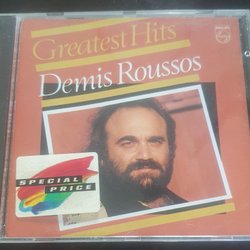 Greatest Hits
PHILIPS
Demis Roussos
SPECIAL
PRICE